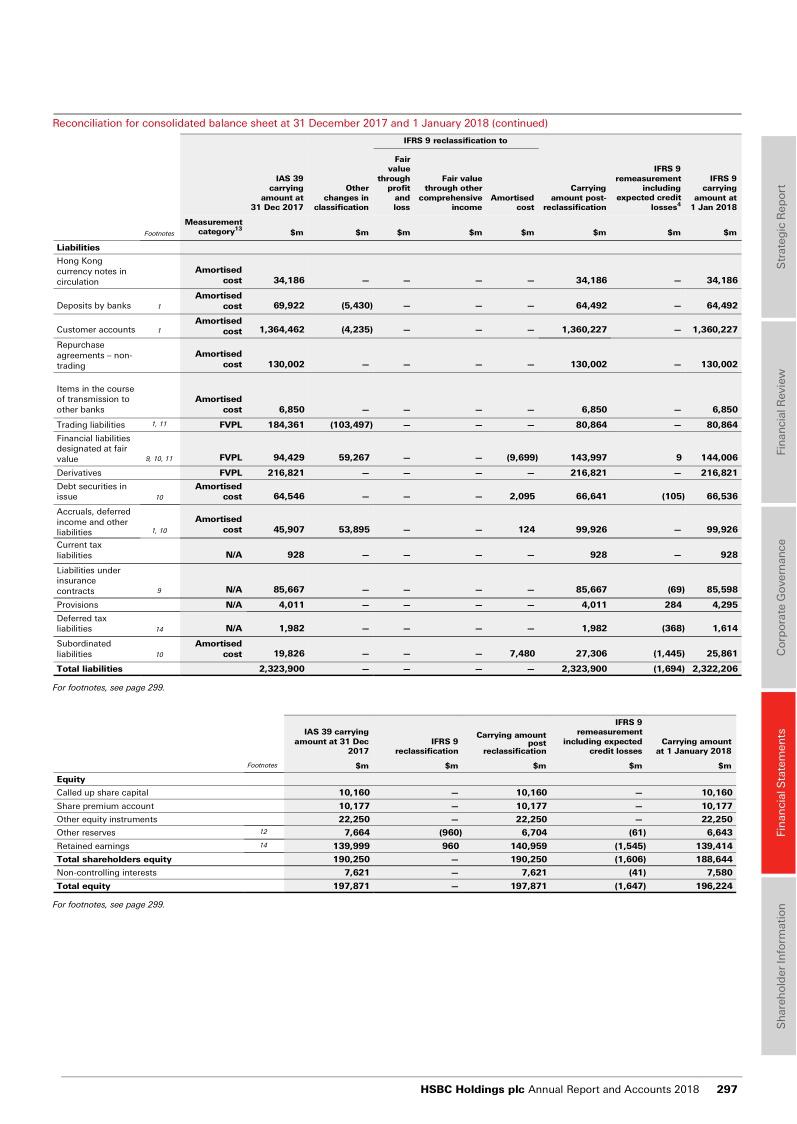 Reconciliation for consolidated balance sheet at 31 December 2017 and 1 January 2018 (continued)
IFRS 9 reclassification to
Footnotes Measurement category13 IAS 39 carrying amount at 31 Dec 2017 Other changes in classification Fair value through profit and loss Fair value through other comprehensive income Amortised cost Carrying amount post-reclassification IFRS 9 remeasurement including expected credit losses4 IFRS 9 carrying amount at 1 Jan 2018
$m $m $m $m $m $m $m $m
Liabilities
Hong Kong currency notes in circulation Amortised cost 34,186 – – – – 34,186 – 34,186
Deposits by banks 1 Amortised cost 69,922 (5,430) – – – 64,492 – 64,492
Customer accounts 1 Amortised cost 1,364,462 (4,235) – – – 1,360,227 – 1,360,227
Repurchase agreements – non-trading Amortised cost 130,002 – – – – 130,002 – 130,002
Items in the course of transmission to other banks Amortised cost 6,850 – – – – 6,850 – 6,850
Trading liabilities 1, 11 FVPL 184,361 (103,497) – – – 80,864 – 80,864
Financial liabilities designated at fair value 9, 10, 11 FVPL 94,429 59,267 – – (9,699) 143,997 9 144,006
Derivatives FVPL 216,821 – – – – 216,821 – 216,821
Debt securities in issue 10 Amortised cost 64,546 – – – 2,095 66,641 (105) 66,536
Accruals, deferred income and other liabilities 1, 10 Amortised cost 45,907 53,895 – – 124 99,926 – 99,926
Current tax liabilities N/A 928 – – – – 928 – 928
Liabilities under insurance contracts 9 N/A 85,667 – – – – 85,667 (69) 85,598
Provisions N/A 4,011 – – – – 4,011 284 4,295
Deferred tax liabilities 14 N/A 1,982 – – – – 1,982 (368) 1,614
Subordinated liabilities 10 Amortised cost 19,826 – – – 7,480 27,306 (1,445) 25,861
Total liabilities 2,323,900 – – – – 2,323,900 (1,694) 2,322,206
For footnotes, see page 299.
Footnotes IAS 39 carrying amount at 31 Dec 2017 IFRS 9 reclassification Carrying amount post reclassification IFRS 9 remeasurement including expected credit losses Carrying amount at 1 January 2018
$m $m $m $m $m
Equity
Called up share capital 10,160 – 10,160 – 10,160
Share premium account 10,177 – 10,177 – 10,177
Other equity instruments 22,250 – 22,250 – 22,250
Other reserves 12 7,664 (960) 6,704 (61) 6,643
Retained earnings 14 139,999 960 140,959 (1,545) 139,414
Total shareholders equity 190,250 – 190,250 (1,606) 188,644
Non-controlling interests 7,621 – 7,621 (41) 7,580
Total equity 197,871 – 197,871 (1,647) 196,224
For footnotes, see page 299.
Strategic Report
Financial Review
Corporate Governance
Financial Statements
Shareholder Information
HSBC Holdings plc Annual Report and Accounts 2018 297